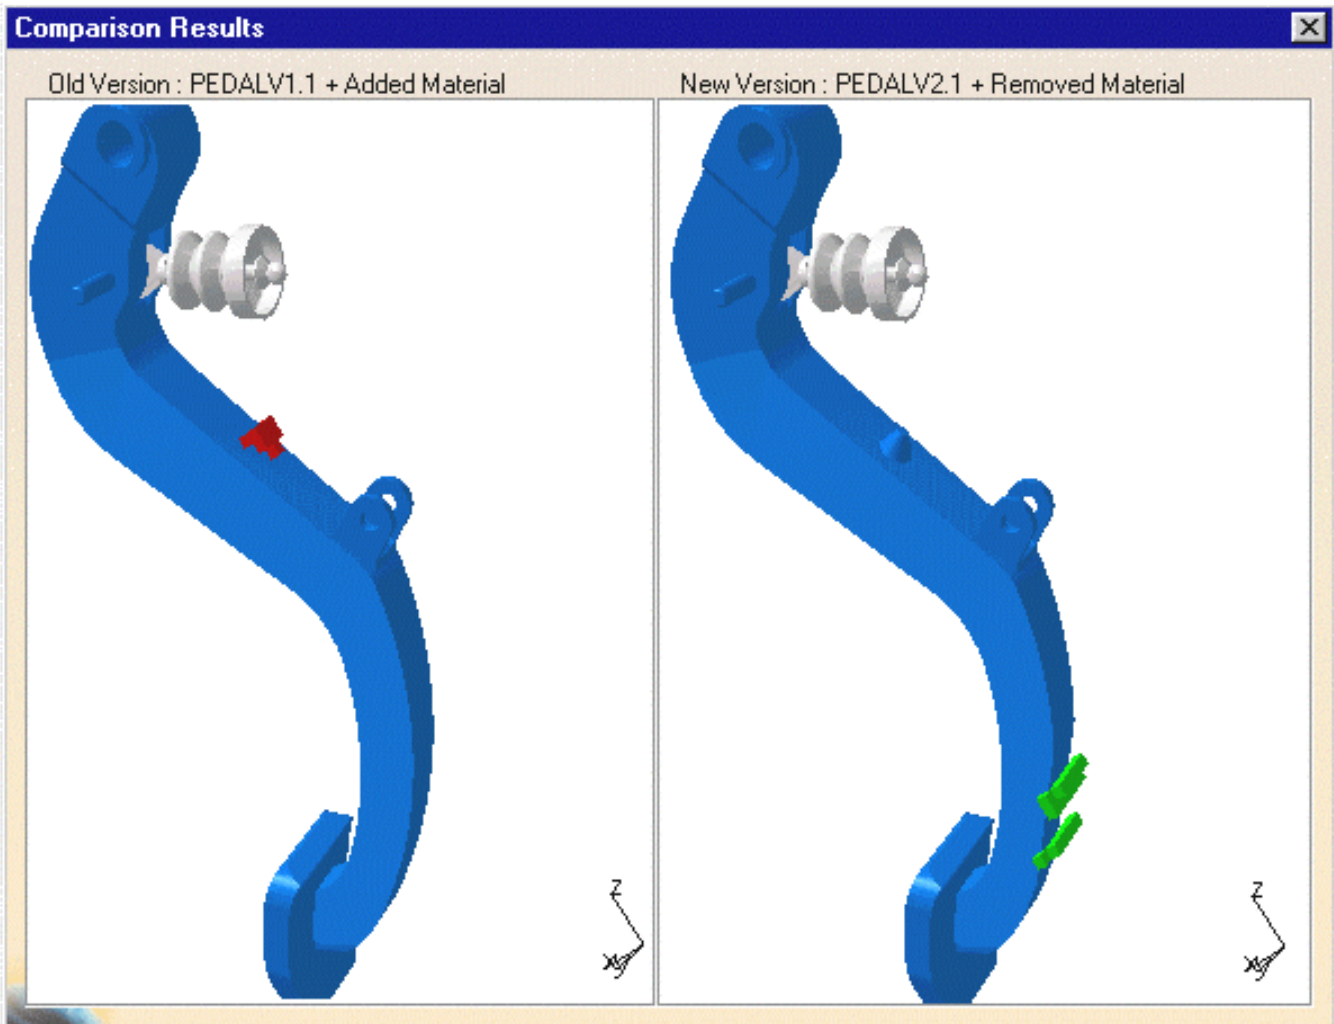 Comparison Results
Old Version : PEDALV1.1 + Added Material
New Version : PEDALV2.1 + Removed Material
z
x y
z
x y